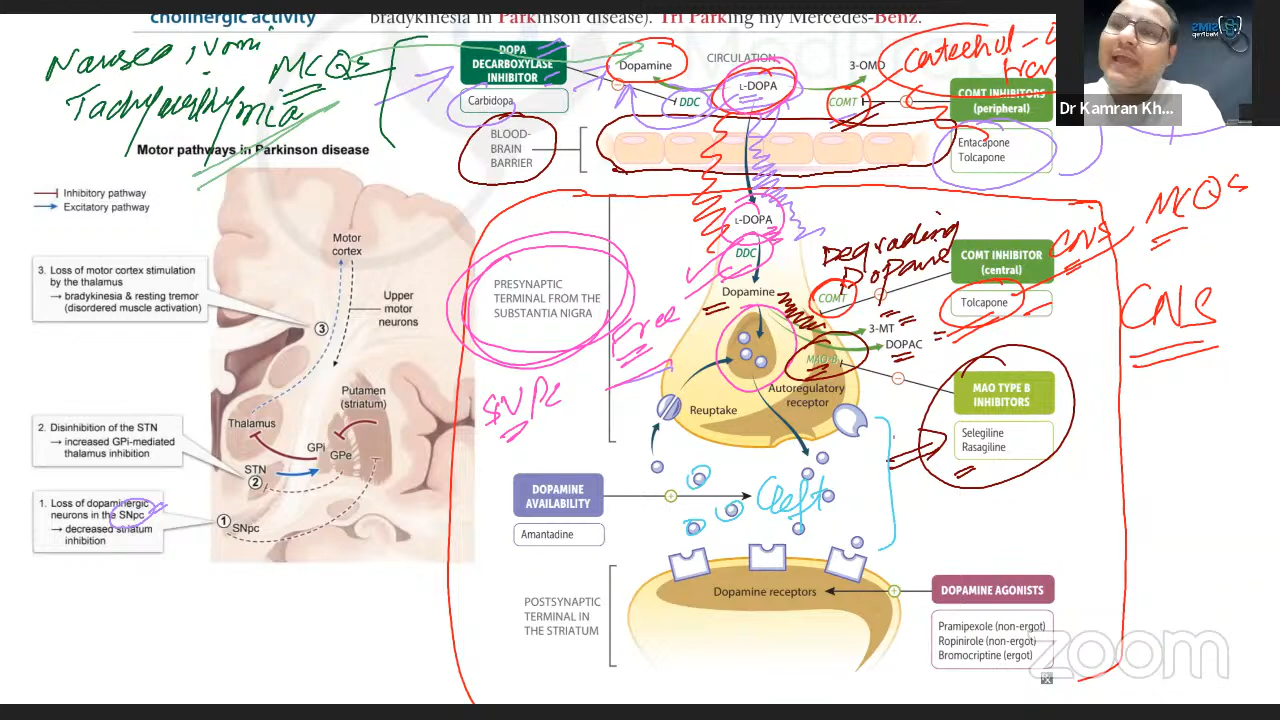 cholinergic activity
bradykinesia in Parkinson disease). Tri Parking my Mercedes-Benz.
Nausea, vomi
MCQs
Tachyarrhythmia
DOPA
DECARBOXYLASE
INHIBITOR
Carbidopa
Dopamine
CIRCULATION
L-DOPA
DDC
3-OMD
COMT
Catechol-
COMT INHIBITORS
(peripheral)
Entacapone
Tolcapone
Dr Kamran Kh...
SIMS
BLOOD-
BRAIN
BARRIER
Motor pathways in Parkinson disease
Inhibitory pathway
Excitatory pathway
Motor
cortex
3. Loss of motor cortex stimulation
by the thalamus
→ bradykinesia & resting tremor
(disordered muscle activation)
3
Upper
motor
neurons
Putamen
(striatum)
Thalamus
GPi
GPe
STN
2
2. Disinhibition of the STN
→ increased GPi-mediated
thalamus inhibition
1. Loss of dopaminergic
neurons in the SNpc
→ decreased striatum
inhibition
1
SNpc
PRESYNAPTIC
TERMINAL FROM THE
SUBSTANTIA NIGRA
SNPc
Free
L-DOPA
DDC
Dopamine
Degrading
Dopamine
COMT
3-MT
DOPAC
MAO-B
Autoregulatory
receptor
Reuptake
COMT INHIBITOR
(central)
Tolcapone
CNS
MCQs
CNS
MAO TYPE B
INHIBITORS
Selegiline
Rasagiline
DOPAMINE
AVAILABILITY
Amantadine
Cleft
POSTSYNAPTIC
TERMINAL IN
THE STRIATUM
Dopamine receptors
DOPAMINE AGONISTS
Pramipexole (non-ergot)
Ropinirole (non-ergot)
Bromocriptine (ergot)
zoom